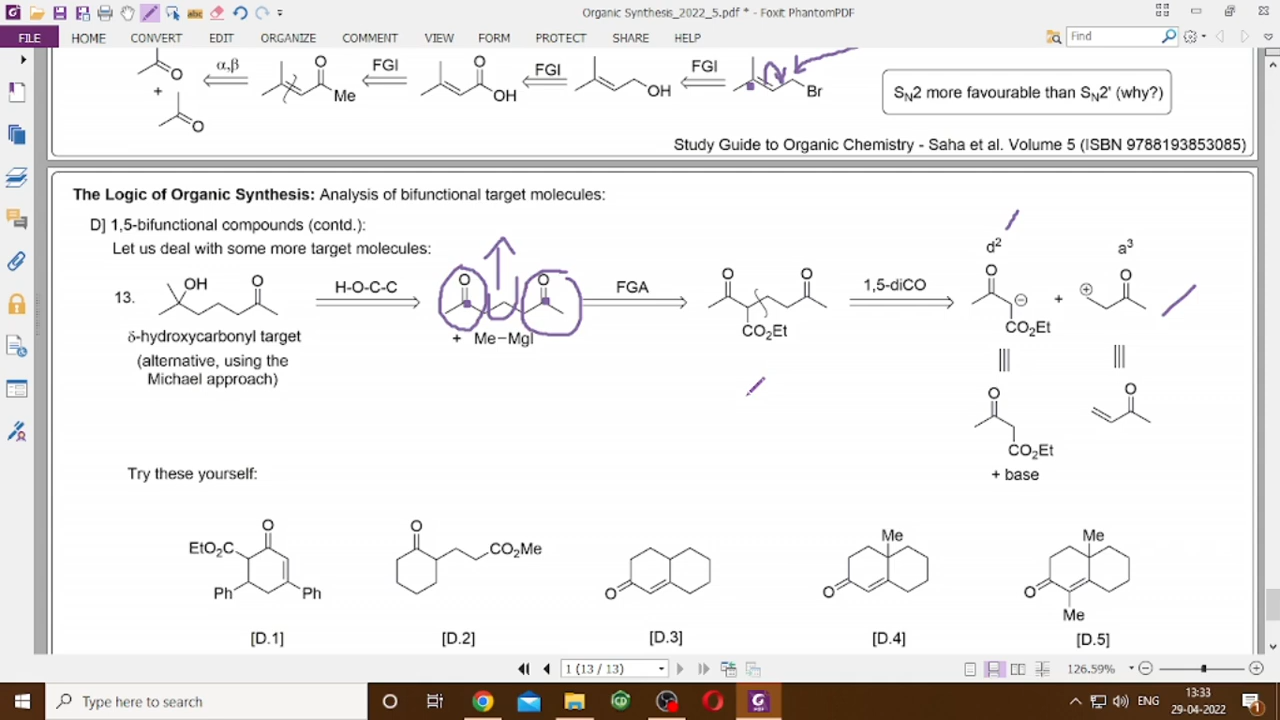 Organic_Synthesis_2022_5.pdf * - Foxit PhantomPDF
FILE HOME CONVERT EDIT ORGANIZE COMMENT VIEW FORM PROTECT SHARE HELP
Find
O α,β O Me FGI O OH FGI OH FGI Br
+
O
SN2 more favourable than SN2' (why?)
Study Guide to Organic Chemistry - Saha et al. Volume 5 (ISBN 9788193853085)
The Logic of Organic Synthesis: Analysis of bifunctional target molecules:
D] 1,5-bifunctional compounds (contd.):
Let us deal with some more target molecules:
d² a³
13. OH O H-O-C-C O O FGA O O CO2Et 1,5-diCO O ⊖ CO2Et + ⊕ O
+ Me-MgI
δ-hydroxycarbonyl target
(alternative, using the
Michael approach)
O CO2Et O
+ base
Try these yourself:
EtO2C O Ph Ph O CO2Me O O Me O Me Me
[D.1] [D.2] [D.3] [D.4] [D.5]
1 (13 / 13) 126.59%
Type here to search
ENG
13:33
29-04-2022
1